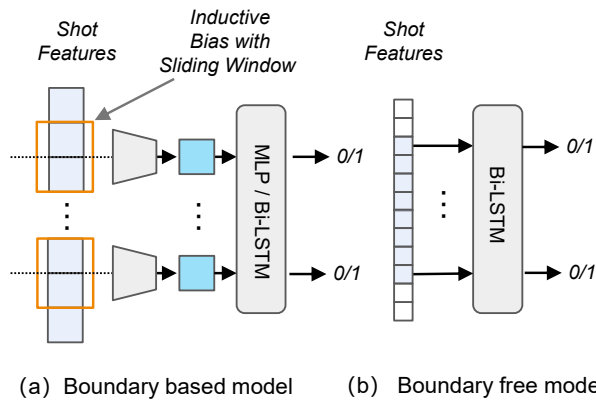 Shot
Features
Inductive
Bias with
Sliding Window
MLP / Bi-LSTM
0/1
0/1
(a) Boundary based model
Shot
Features
Bi-LSTM
0/1
0/1
(b) Boundary free mode